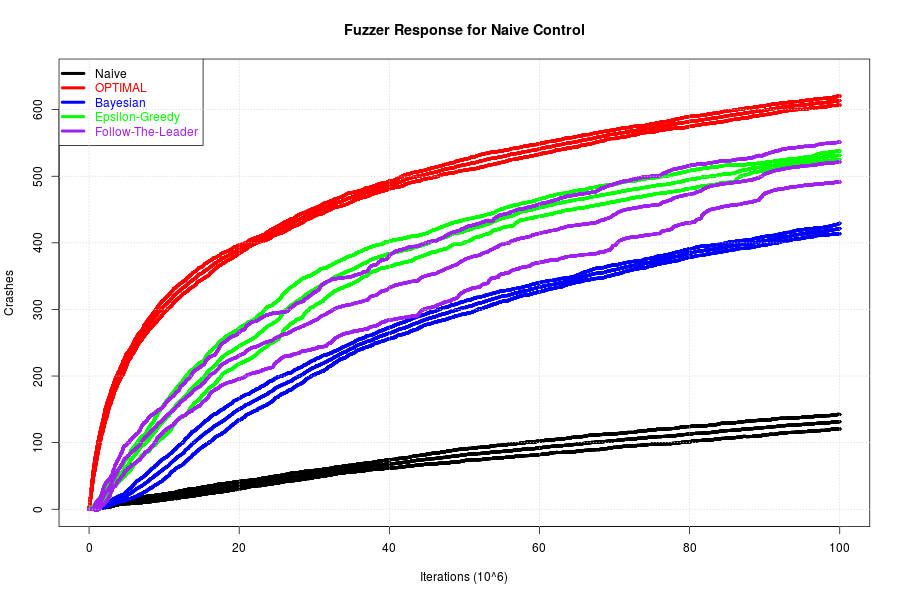 Fuzzer Response for Naive Control
Naive
OPTIMAL
Bayesian
Epsilon-Greedy
Follow-The-Leader
Crashes
600
500
400
300
200
100
0
0 20 40 60 80 100
Iterations (10^6)